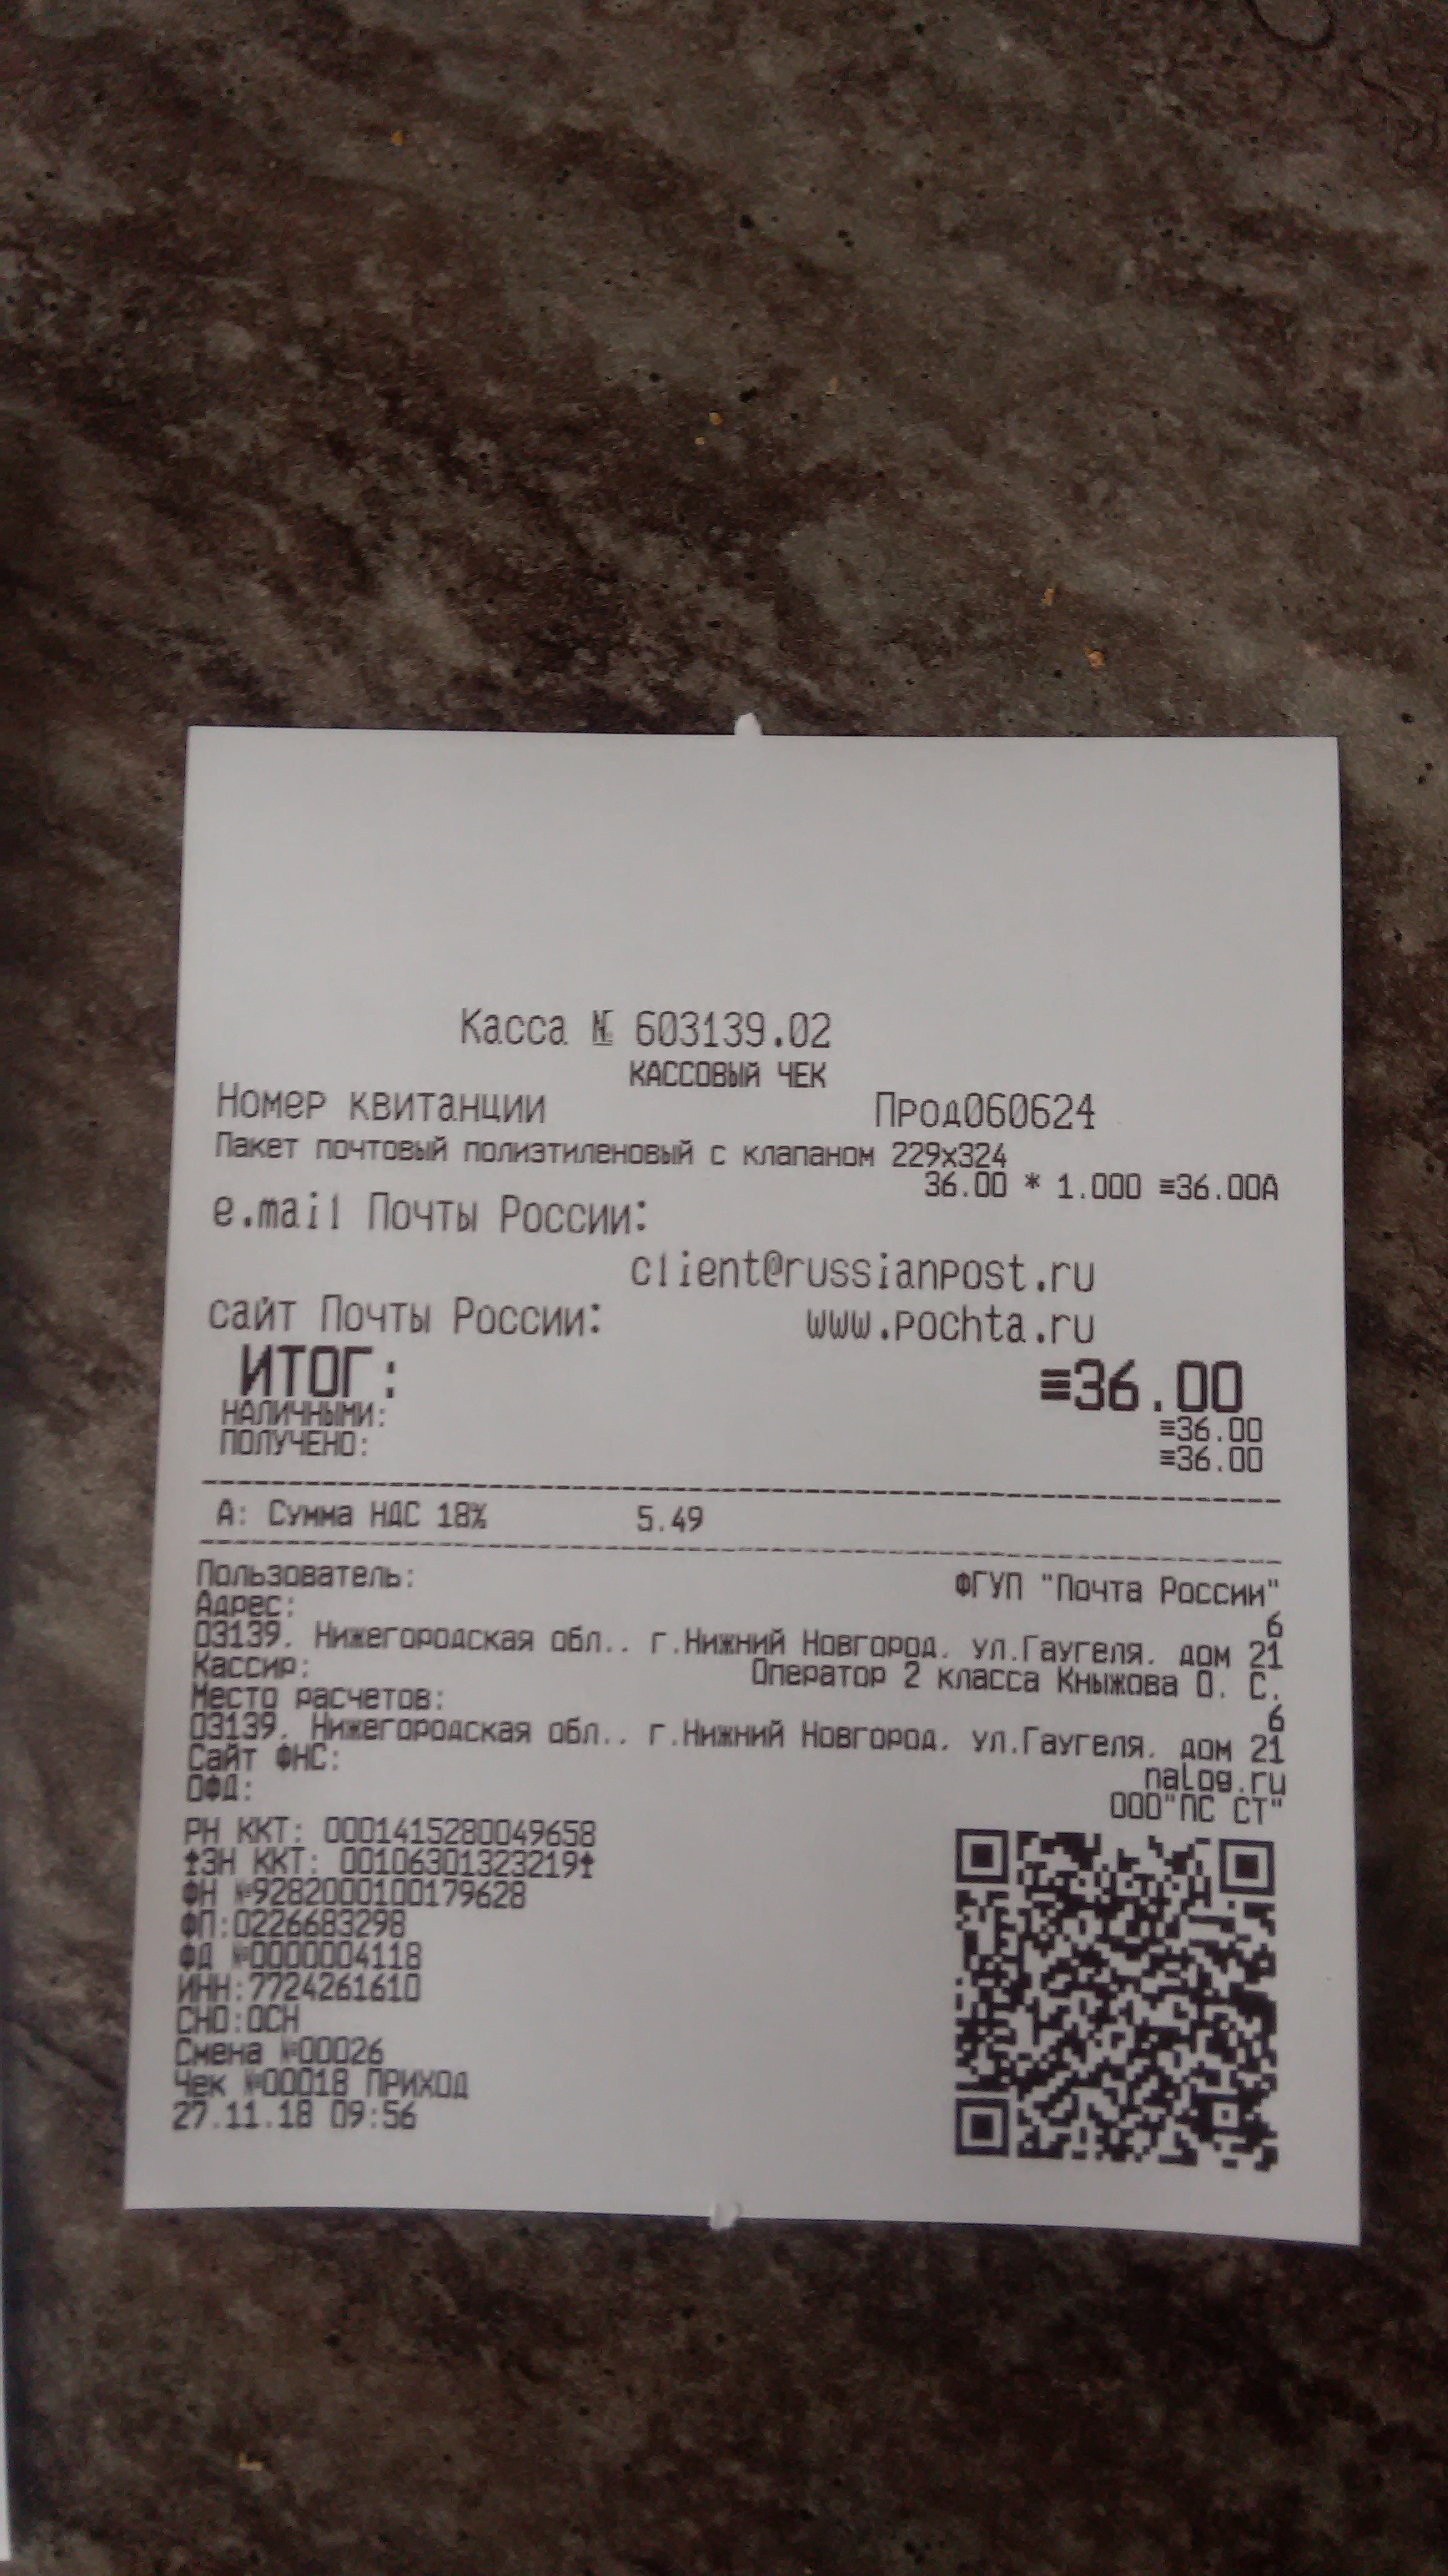 Касса № 603139.02
КАССОВЫЙ ЧЕК
Номер квитанции Прод060624
Пакет почтовый полиэтиленовый с клапаном 229x324
36.00 * 1.000 ≡36.00А
e.mail Почты России:
client@russianpost.ru
сайт Почты России: www.pochta.ru
ИТОГ: ≡36.00
НАЛИЧНЫМИ: ≡36.00
ПОЛУЧЕНО: ≡36.00
А: Сумма НДС 18% 5.49
Пользователь: ФГУП "Почта России"
Адрес: 6
03139, Нижегородская обл., г.Нижний Новгород, ул.Гаугеля, дом 21
Кассир: Оператор 2 класса Кныжова О. С.
Место расчетов: 6
03139, Нижегородская обл., г.Нижний Новгород, ул.Гаугеля, дом 21
Сайт ФНС: nalog.ru
ОФД: ООО"ПС СТ"
РН ККТ: 0001415280049658
↑ЗН ККТ: 00106301323219↑
ФН №9282000100179628
ФП:0226683298
ФД №0000004118
ИНН:7724261610
СНО:ОСН
Смена №00026
Чек №00018 ПРИХОД
27.11.18 09:56